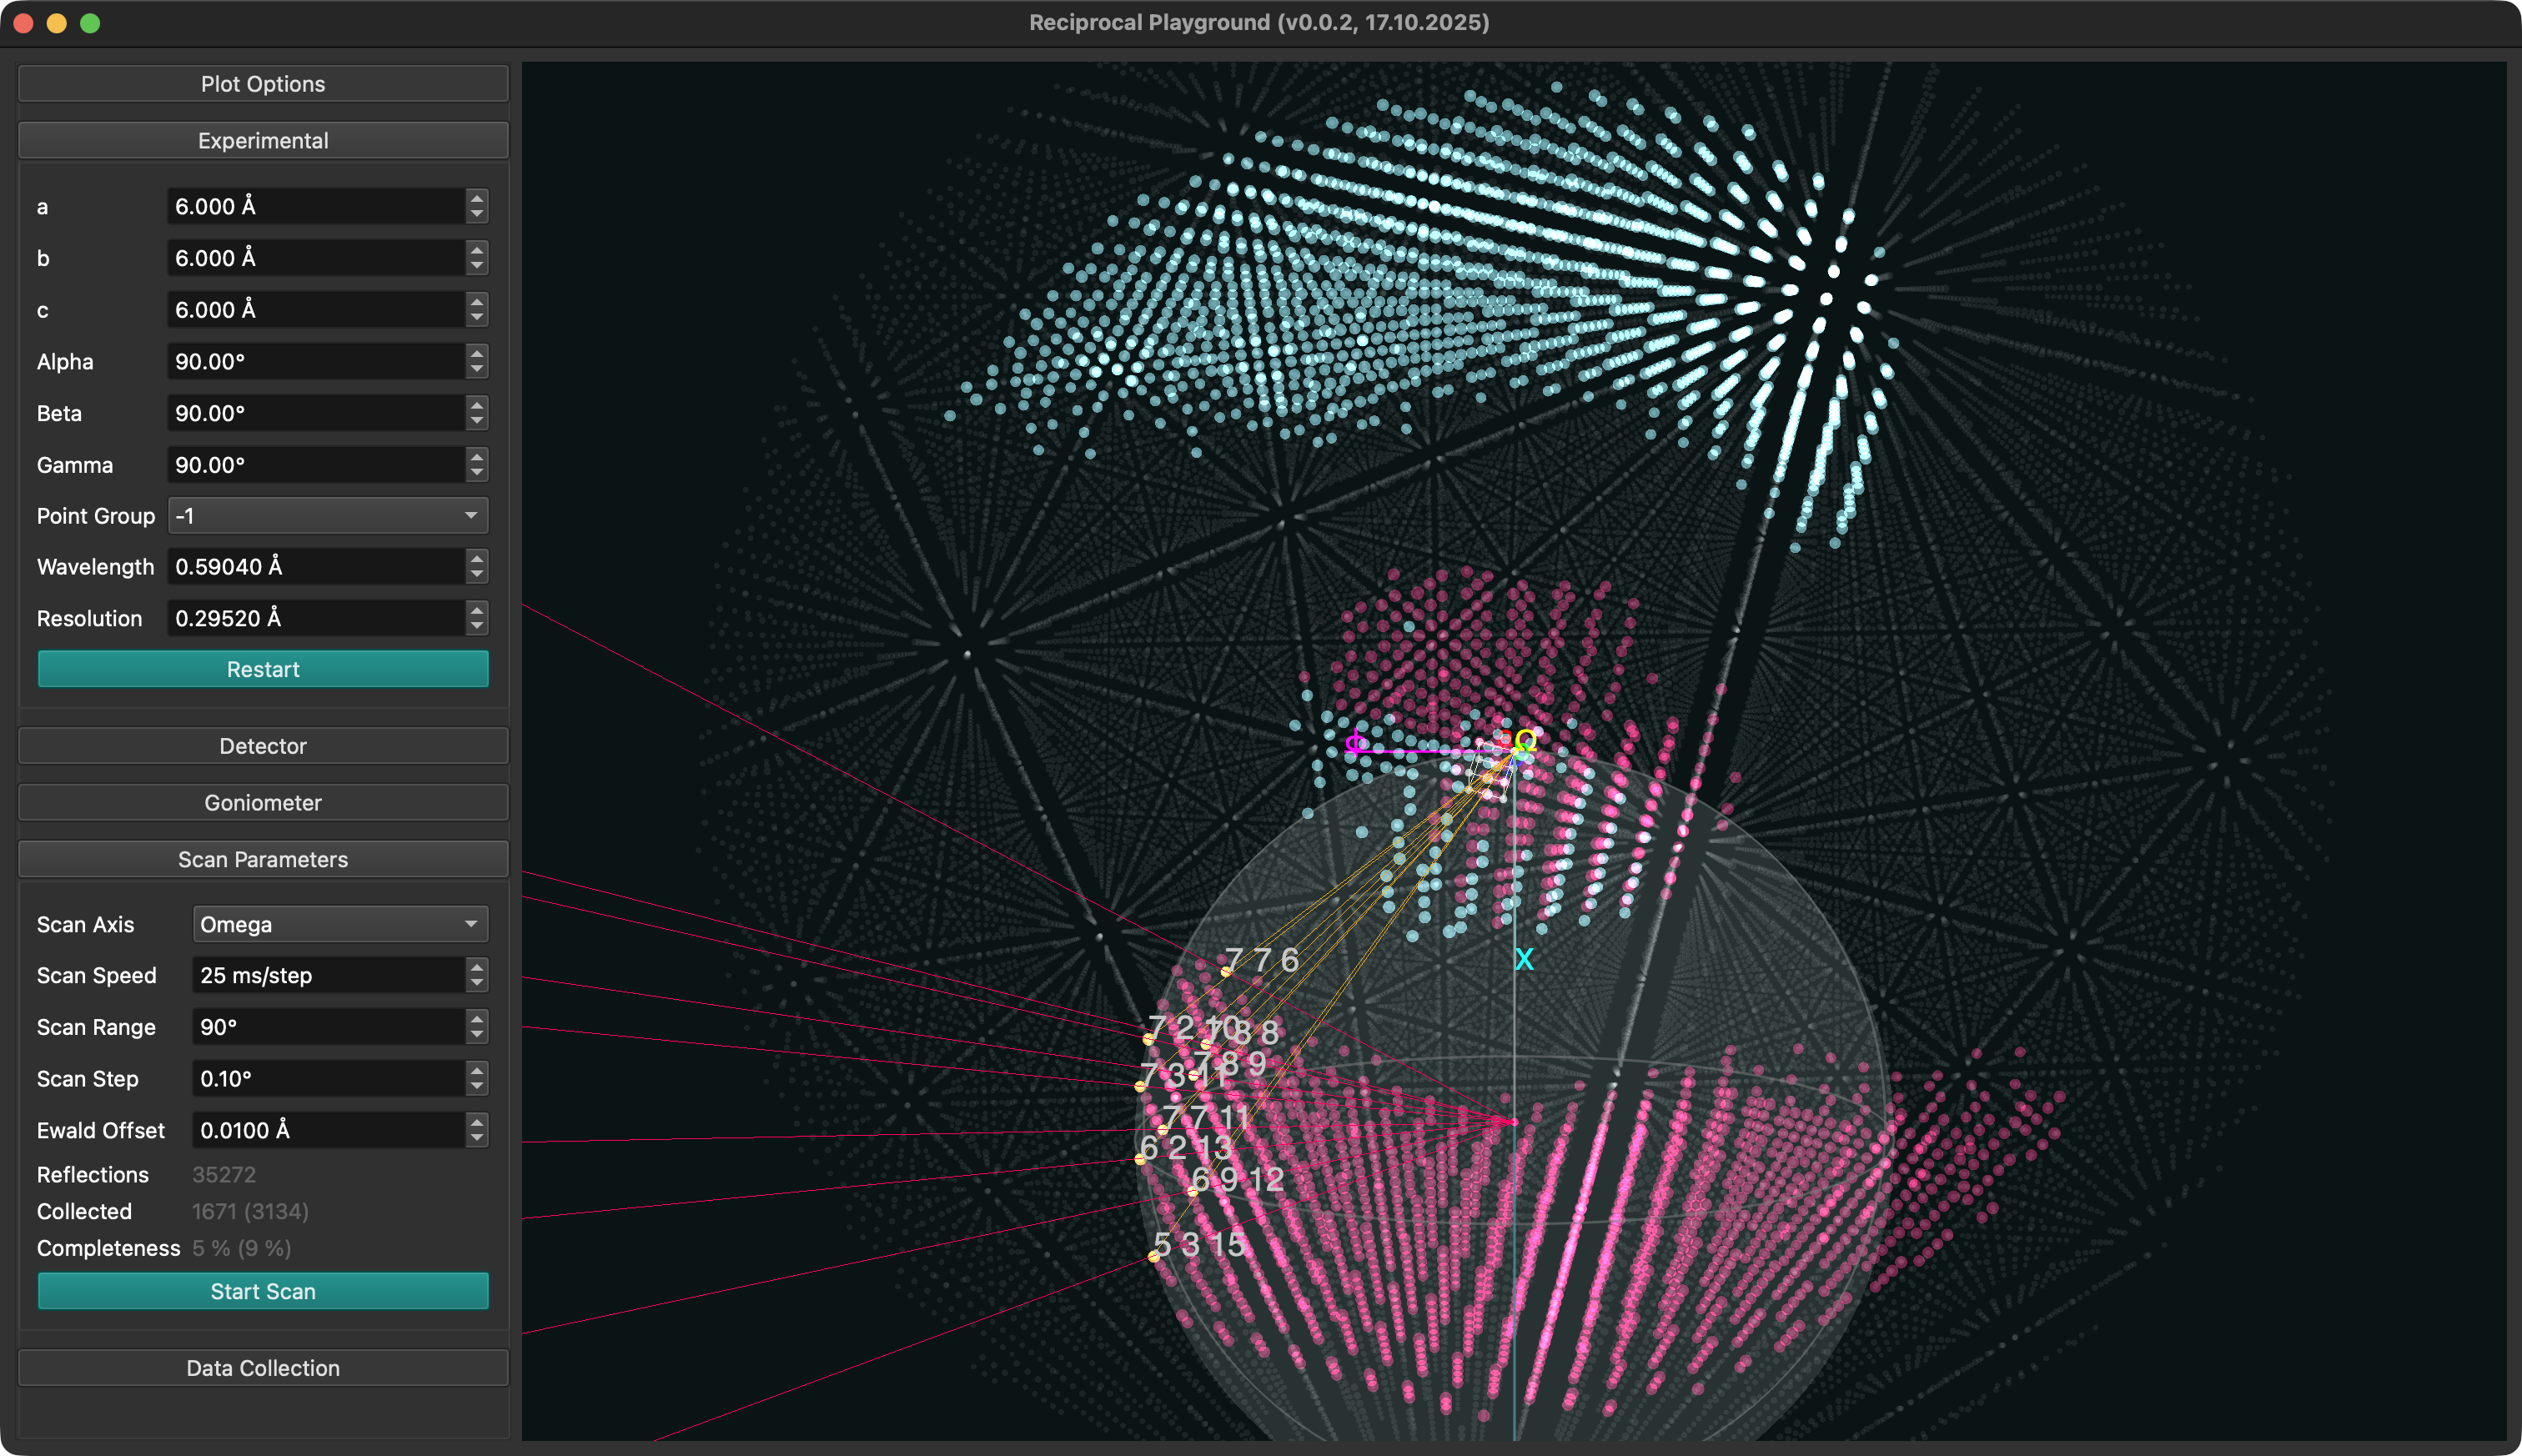 Reciprocal Playground (v0.0.2, 17.10.2025)
Plot Options
Experimental
a 6.000 Å
b 6.000 Å
c 6.000 Å
Alpha 90.00°
Beta 90.00°
Gamma 90.00°
Point Group -1
Wavelength 0.59040 Å
Resolution 0.29520 Å
Restart
Detector
Goniometer
Scan Parameters
Scan Axis Omega
Scan Speed 25 ms/step
Scan Range 90°
Scan Step 0.10°
Ewald Offset 0.0100 Å
Reflections 35272
Collected 1671 (3134)
Completeness 5 % (9 %)
Start Scan
Data Collection
Φ
Ω
X
7 7 6
7 2 10
7 8 8
7 8 9
7 3 11
7 7 11
6 2 13
6 9 12
5 3 15